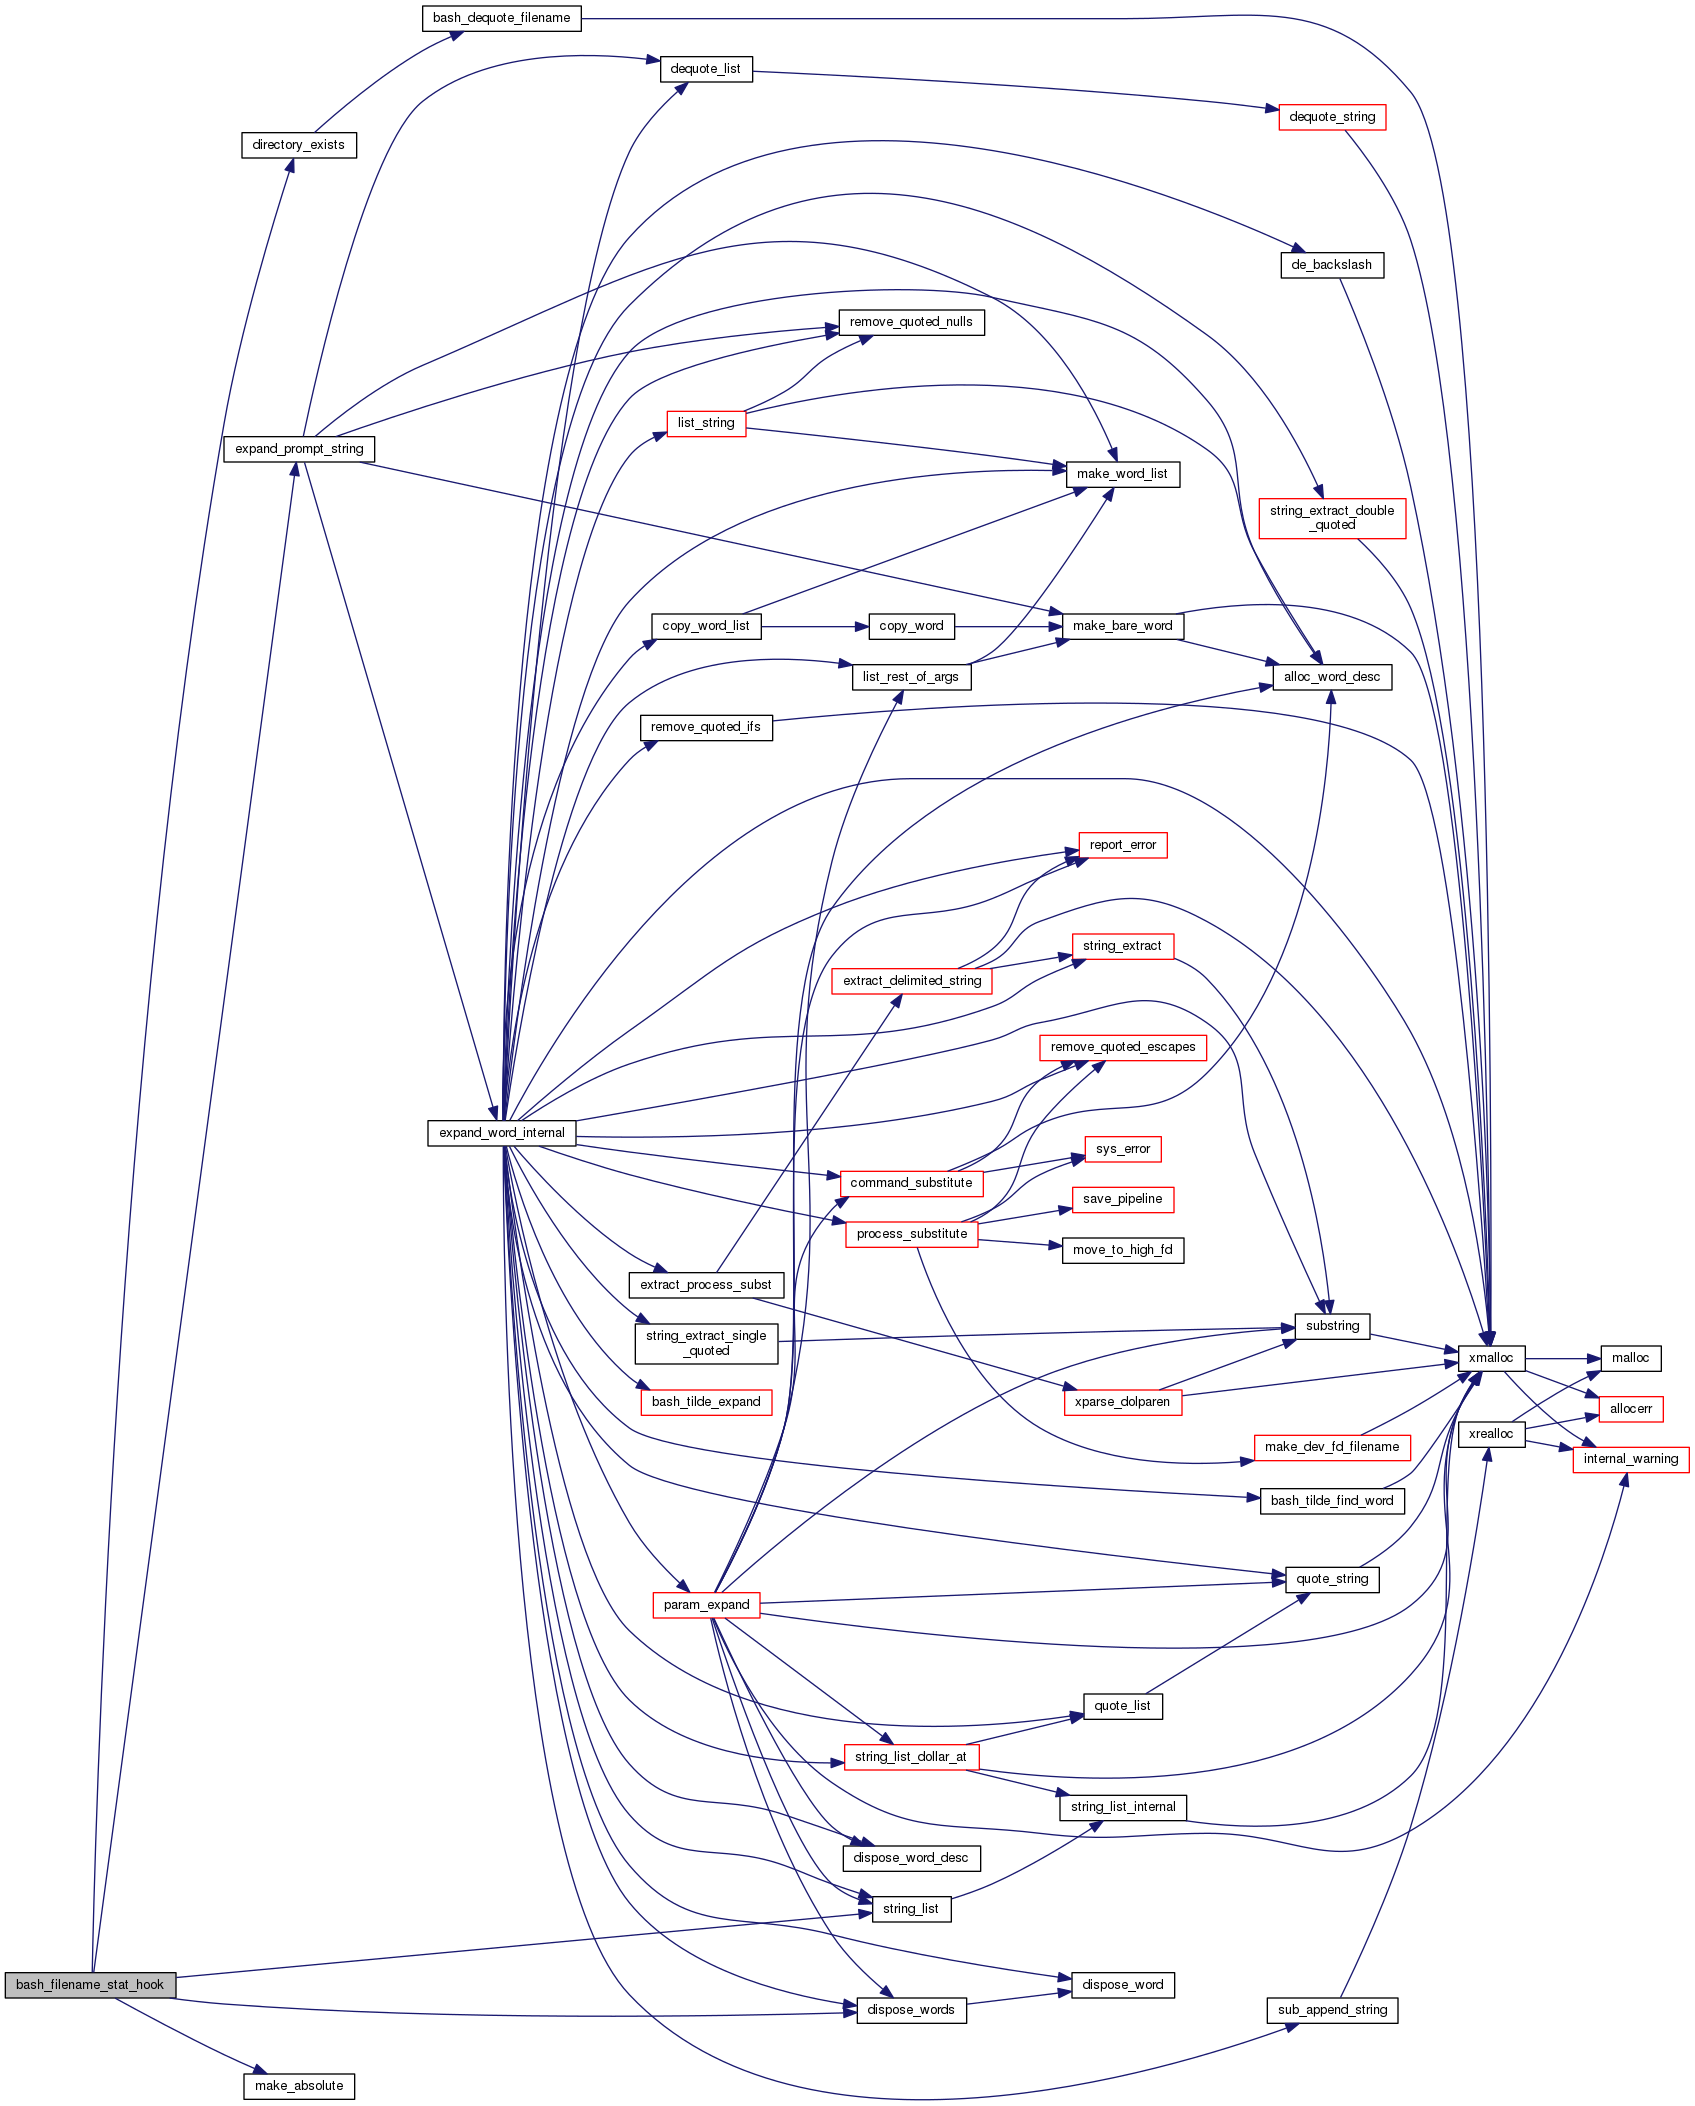 bash_dequote_filename
dequote_list
dequote_string
directory_exists
de_backslash
remove_quoted_nulls
list_string
expand_prompt_string
make_word_list
string_extract_double
_quoted
copy_word_list
copy_word
make_bare_word
list_rest_of_args
alloc_word_desc
remove_quoted_ifs
report_error
string_extract
extract_delimited_string
remove_quoted_escapes
expand_word_internal
sys_error
command_substitute
save_pipeline
process_substitute
move_to_high_fd
extract_process_subst
substring
string_extract_single
_quoted
xmalloc
malloc
bash_tilde_expand
xparse_dolparen
allocerr
xrealloc
make_dev_fd_filename
internal_warning
bash_tilde_find_word
quote_string
param_expand
quote_list
string_list_dollar_at
string_list_internal
dispose_word_desc
string_list
bash_filename_stat_hook
dispose_word
dispose_words
sub_append_string
make_absolute